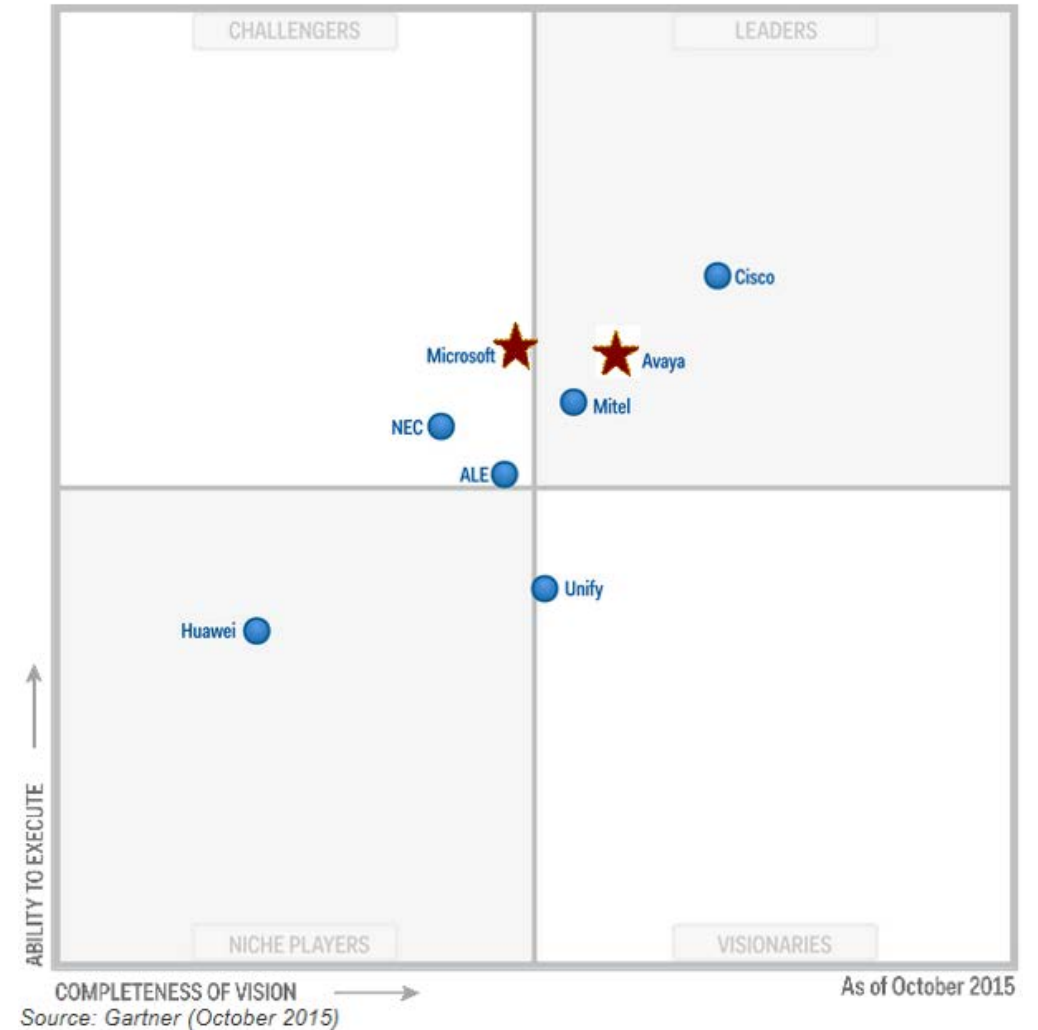 CHALLENGERS
LEADERS
Cisco
Microsoft
Avaya
Mitel
NEC
ALE
Unify
Huawei
ABILITY TO EXECUTE
NICHE PLAYERS
VISIONARIES
COMPLETENESS OF VISION
As of October 2015
Source: Gartner (October 2015)